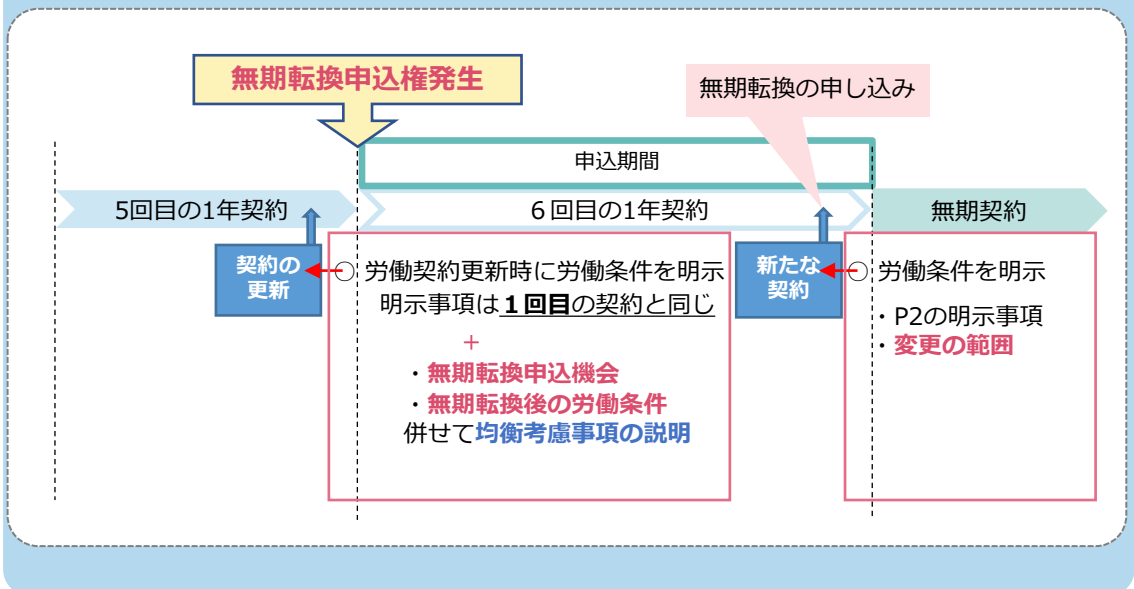 無期転換申込権発生
無期転換の申し込み
申込期間
5回目の1年契約
６回目の1年契約
無期契約
契約の
更新
○ 労働契約更新時に労働条件を明示
明示事項は１回目の契約と同じ
＋
・無期転換申込機会
・無期転換後の労働条件
併せて均衡考慮事項の説明
新たな
契約
○ 労働条件を明示
・P2の明示事項
・変更の範囲